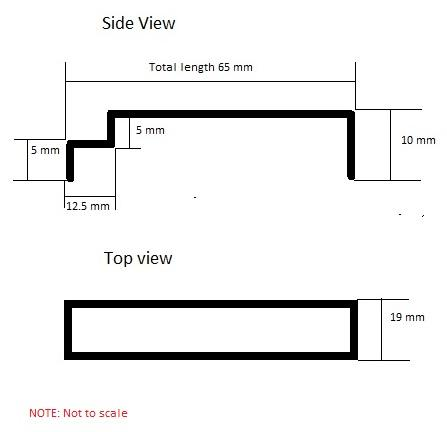 Side View
Total length 65 mm
5 mm
5 mm
10 mm
12.5 mm
Top view
19 mm
NOTE: Not to scale